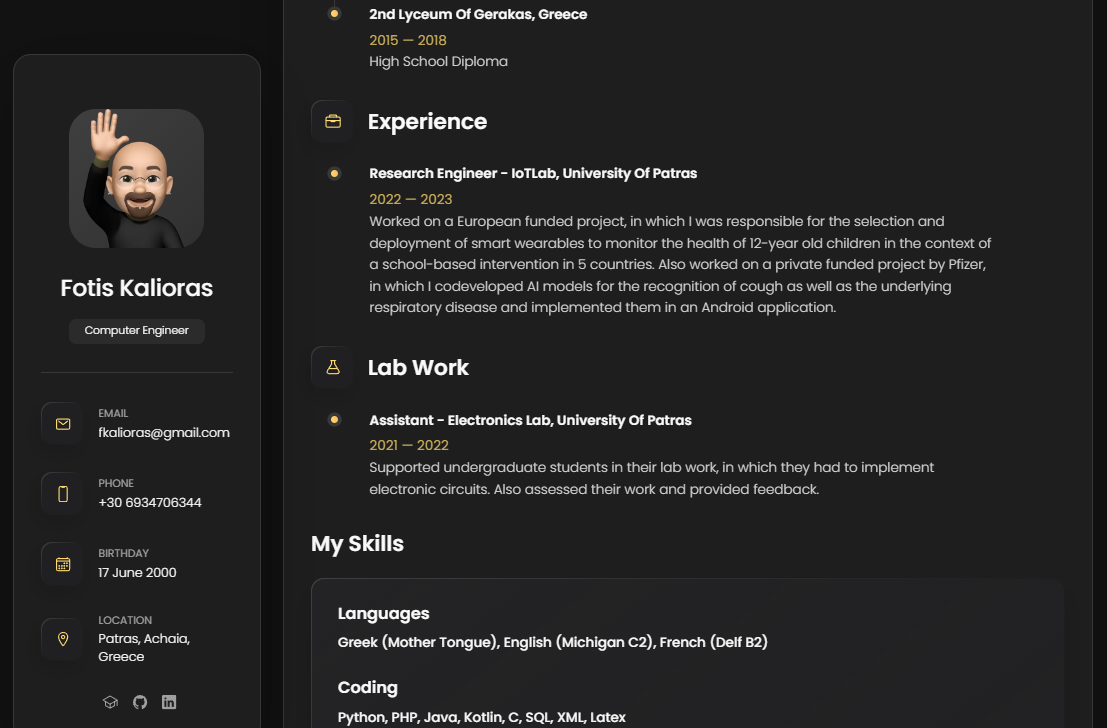 Fotis Kalioras
Computer Engineer
EMAIL
fkalioras@gmail.com
PHONE
+30 6934706344
BIRTHDAY
17 June 2000
LOCATION
Patras, Achaia,
Greece
2nd Lyceum Of Gerakas, Greece
2015 — 2018
High School Diploma
Experience
Research Engineer - IoTLab, University Of Patras
2022 — 2023
Worked on a European funded project, in which I was responsible for the selection and
deployment of smart wearables to monitor the health of 12-year old children in the context of
a school-based intervention in 5 countries. Also worked on a private funded project by Pfizer,
in which I codeveloped AI models for the recognition of cough as well as the underlying
respiratory disease and implemented them in an Android application.
Lab Work
Assistant - Electronics Lab, University Of Patras
2021 — 2022
Supported undergraduate students in their lab work, in which they had to implement
electronic circuits. Also assessed their work and provided feedback.
My Skills
Languages
Greek (Mother Tongue), English (Michigan C2), French (Delf B2)
Coding
Python, PHP, Java, Kotlin, C, SQL, XML, Latex